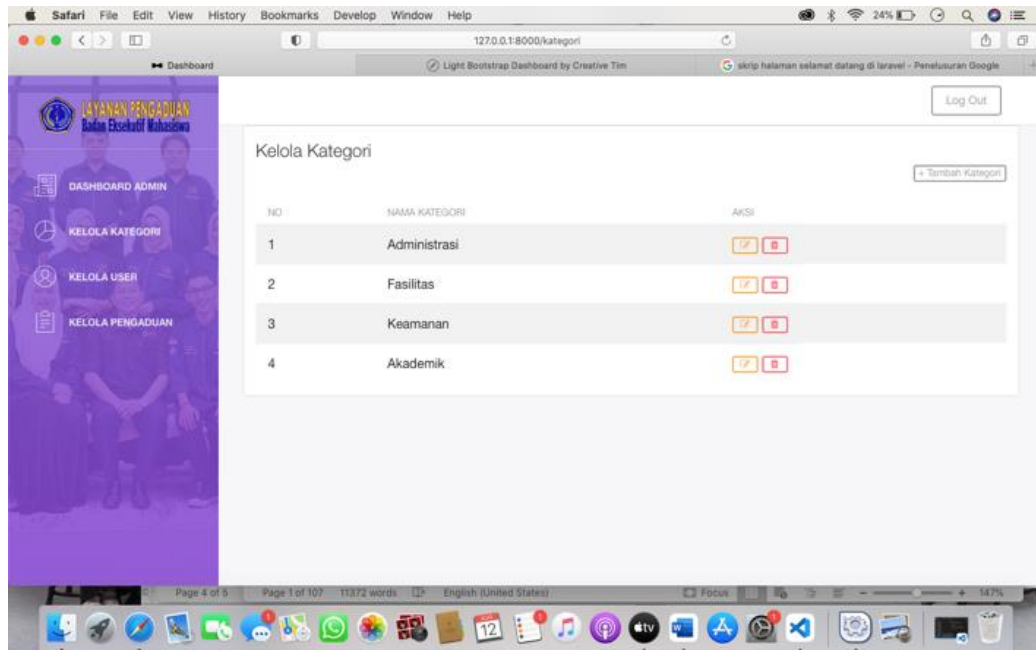 Safari File Edit View History Bookmarks Develop Window Help
24%
127.0.0.1:8000/kategori
Dashboard
Light Bootstrap Dashboard by Creative Tim
skrip halaman selamat datang di laravel - Penelusuran Google
LAYANAN PENGADUAN
Badan Eksekutif Mahasiswa
Log Out
Kelola Kategori
+ Tambah Kategori
DASHBOARD ADMIN
KELOLA KATEGORI
KELOLA USER
KELOLA PENGADUAN
NO NAMA KATEGORI AKSI
1 Administrasi
2 Fasilitas
3 Keamanan
4 Akademik
Page 4 of 5
Page 1 of 107 11372 words English (United States) Focus 147%
12
tv